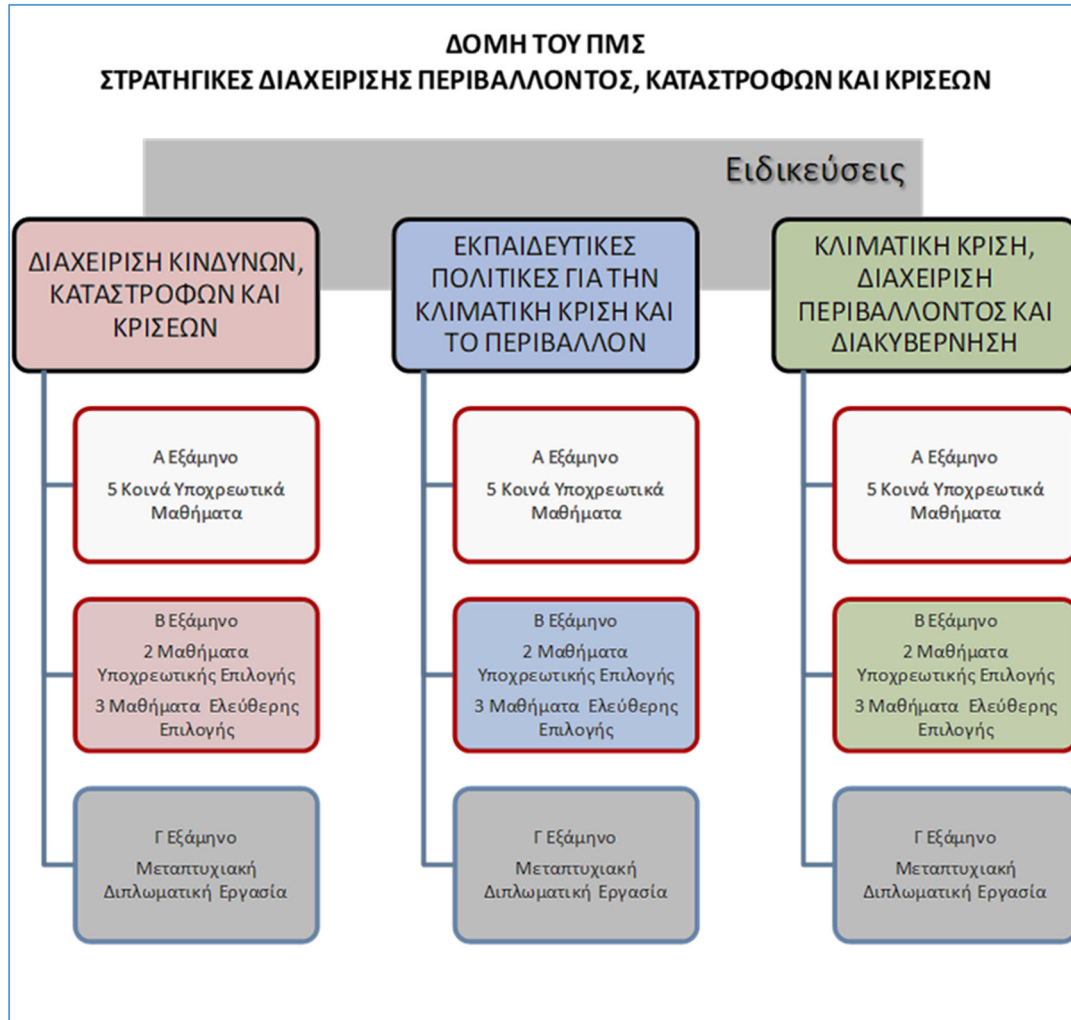 ΔΟΜΗ ΤΟΥ ΠΜΣ
ΣΤΡΑΤΗΓΙΚΕΣ ΔΙΑΧΕΙΡΙΣΗΣ ΠΕΡΙΒΑΛΛΟΝΤΟΣ, ΚΑΤΑΣΤΡΟΦΩΝ ΚΑΙ ΚΡΙΣΕΩΝ
Ειδικεύσεις
ΔΙΑΧΕΙΡΙΣΗ ΚΙΝΔΥΝΩΝ,
ΚΑΤΑΣΤΡΟΦΩΝ ΚΑΙ
ΚΡΙΣΕΩΝ
Α Εξάμηνο
5 Κοινά Υποχρεωτικά
Μαθήματα
Β Εξάμηνο
2 Μαθήματα
Υποχρεωτικής Επιλογής
3 Μαθήματα Ελεύθερης
Επιλογής
Γ Εξάμηνο
Μεταπτυχιακή
Διπλωματική Εργασία
ΕΚΠΑΙΔΕΥΤΙΚΕΣ
ΠΟΛΙΤΙΚΕΣ ΓΙΑ ΤΗΝ
ΚΛΙΜΑΤΙΚΗ ΚΡΙΣΗ ΚΑΙ
ΤΟ ΠΕΡΙΒΑΛΛΟΝ
Α Εξάμηνο
5 Κοινά Υποχρεωτικά
Μαθήματα
Β Εξάμηνο
2 Μαθήματα
Υποχρεωτικής Επιλογής
3 Μαθήματα Ελεύθερης
Επιλογής
Γ Εξάμηνο
Μεταπτυχιακή
Διπλωματική Εργασία
ΚΛΙΜΑΤΙΚΗ ΚΡΙΣΗ,
ΔΙΑΧΕΙΡΙΣΗ
ΠΕΡΙΒΑΛΛΟΝΤΟΣ ΚΑΙ
ΔΙΑΚΥΒΕΡΝΗΣΗ
Α Εξάμηνο
5 Κοινά Υποχρεωτικά
Μαθήματα
Β Εξάμηνο
2 Μαθήματα
Υποχρεωτικής Επιλογής
3 Μαθήματα Ελεύθερης
Επιλογής
Γ Εξάμηνο
Μεταπτυχιακή
Διπλωματική Εργασία